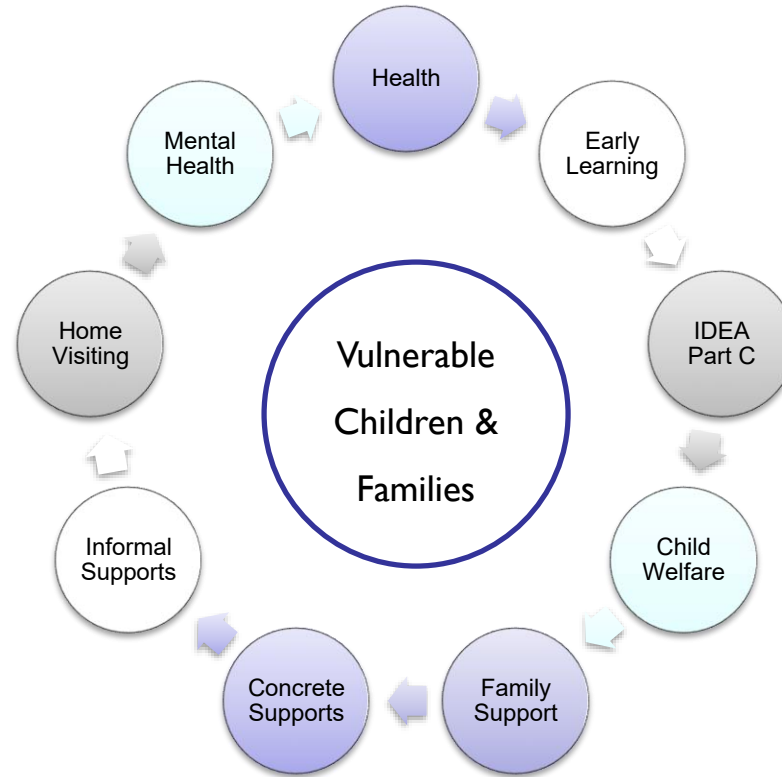 Health
Early
Learning
IDEA
Part C
Child
Welfare
Family
Support
Concrete
Supports
Informal
Supports
Home
Visiting
Mental
Health
Vulnerable
Children &
Families